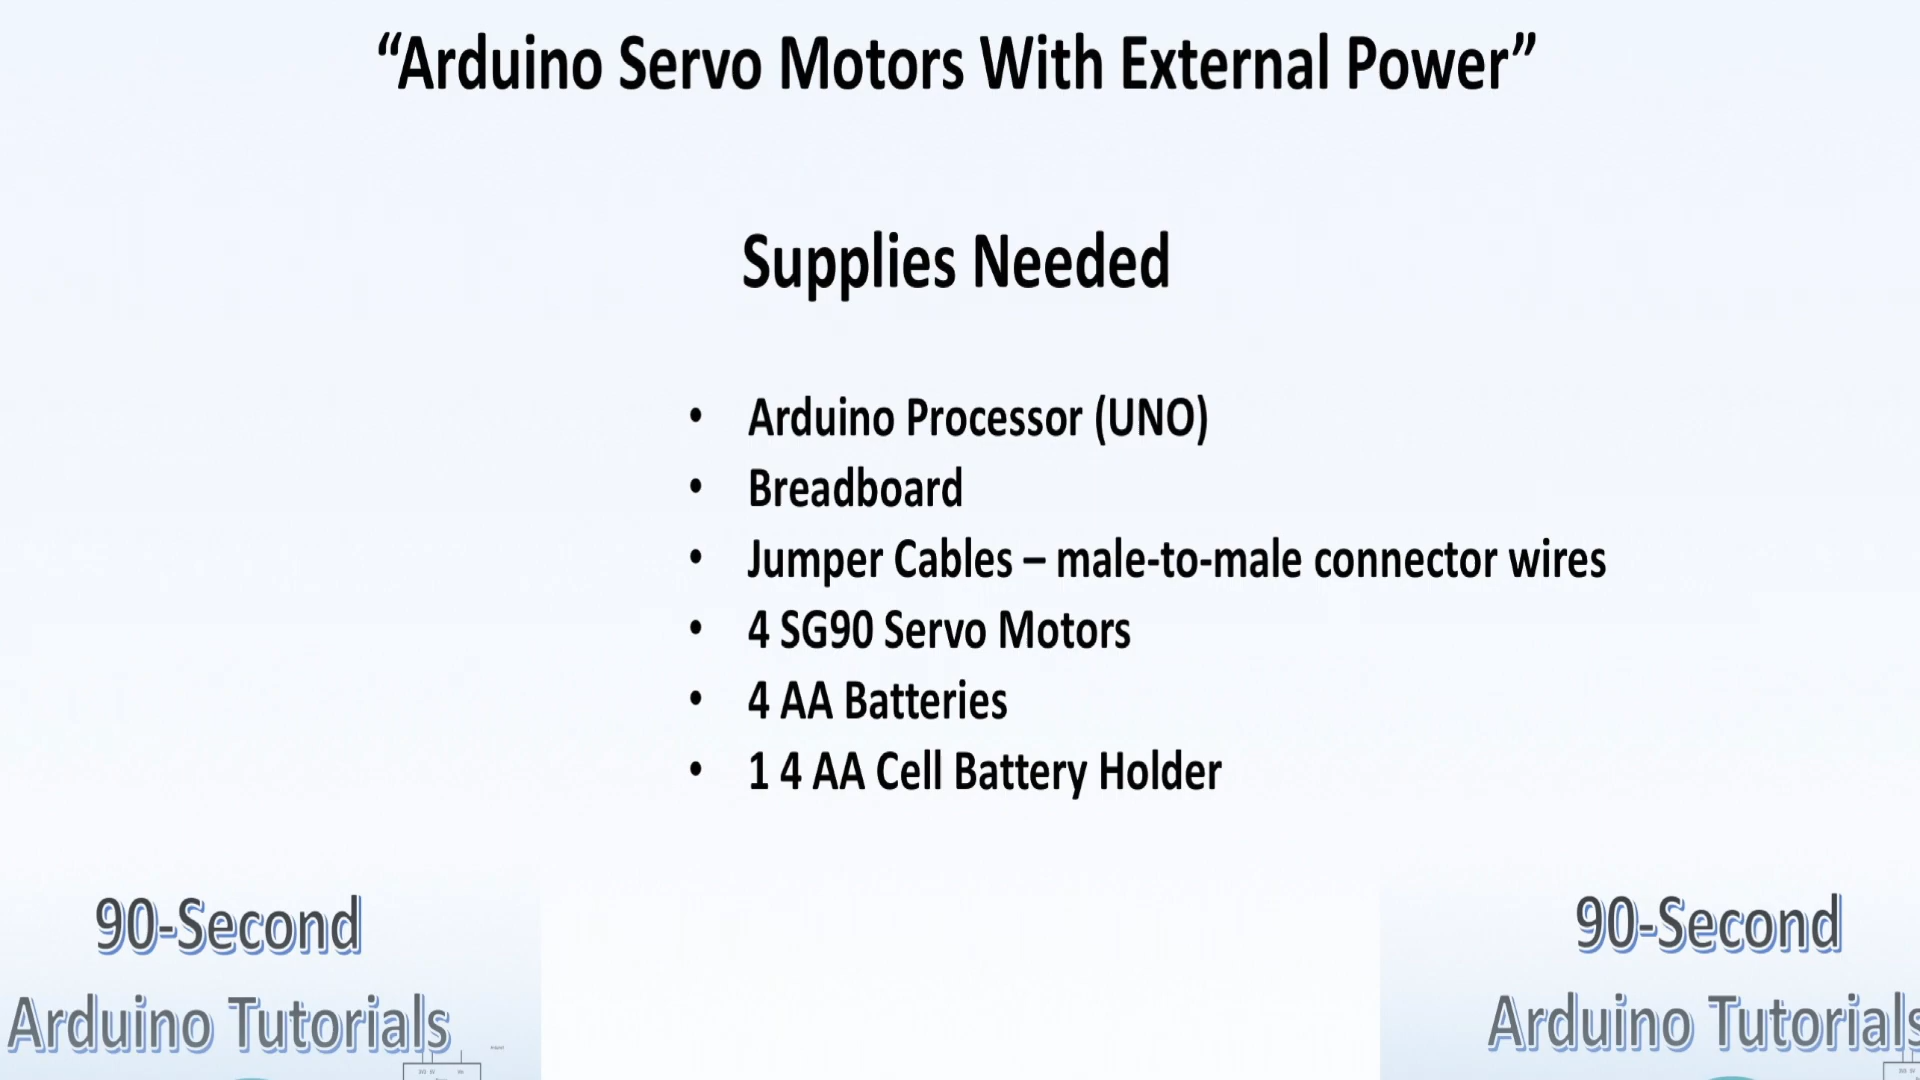 “Arduino Servo Motors With External Power”
Supplies Needed
• Arduino Processor (UNO)
• Breadboard
• Jumper Cables – male-to-male connector wires
• 4 SG90 Servo Motors
• 4 AA Batteries
• 1 4 AA Cell Battery Holder
90-Second
Arduino Tutorials
90-Second
Arduino Tutorials